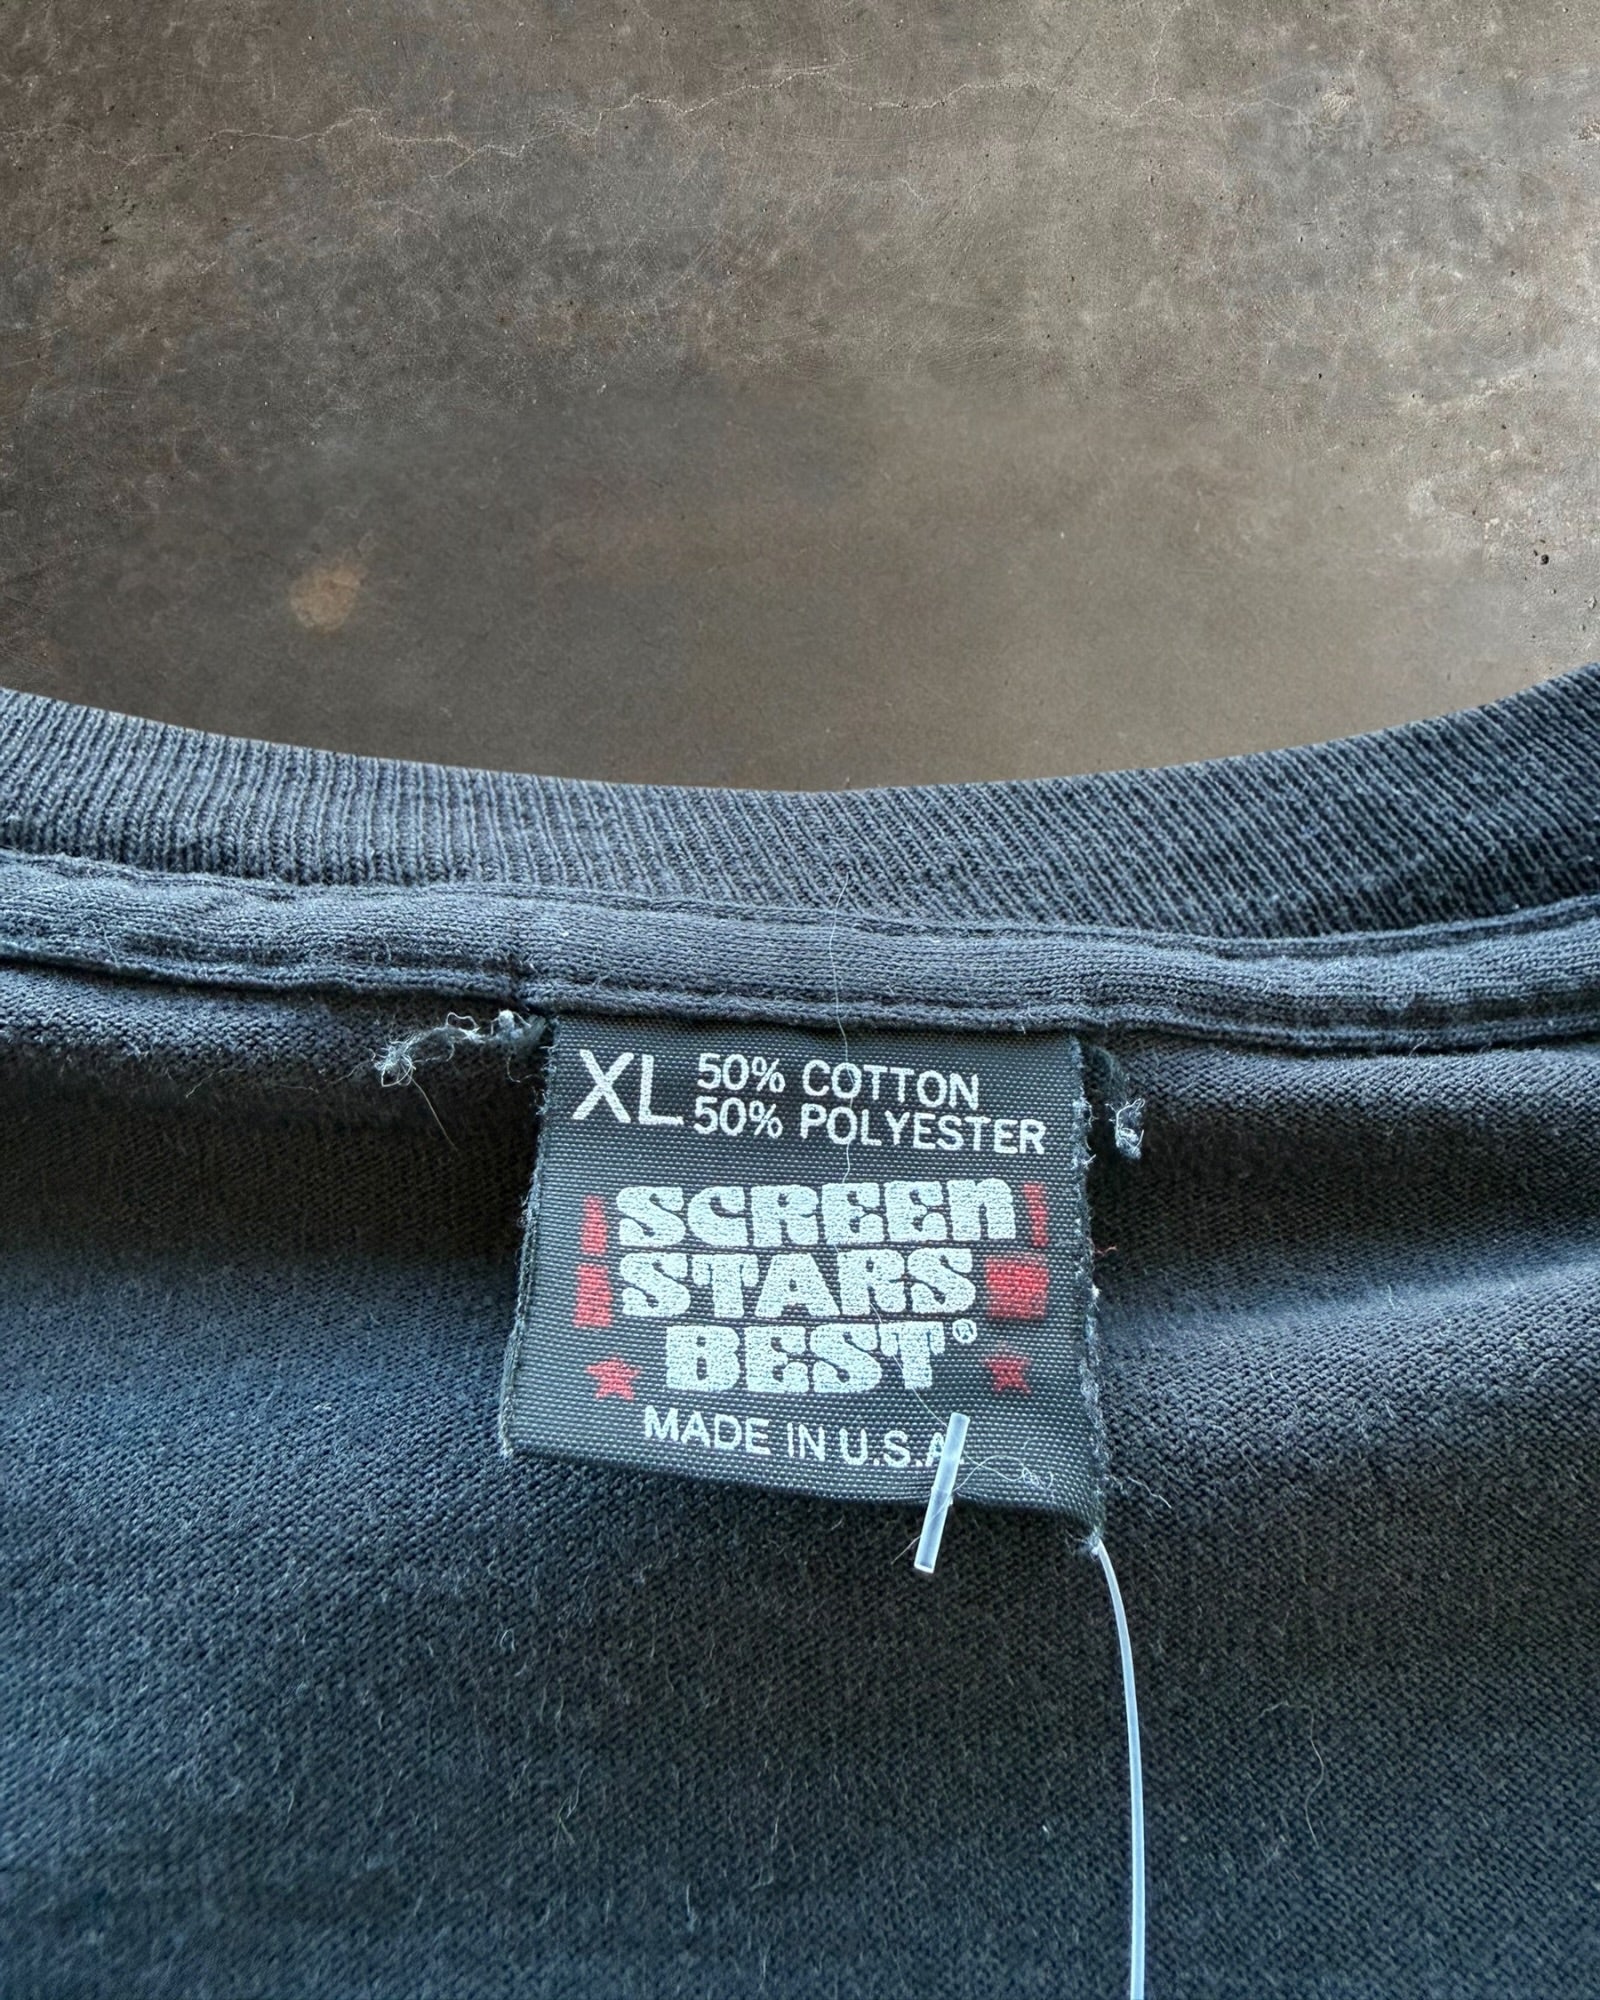 XL 50% COTTON
50% POLYESTER
SCREEN
STARS
BEST®
MADE IN U.S.A.